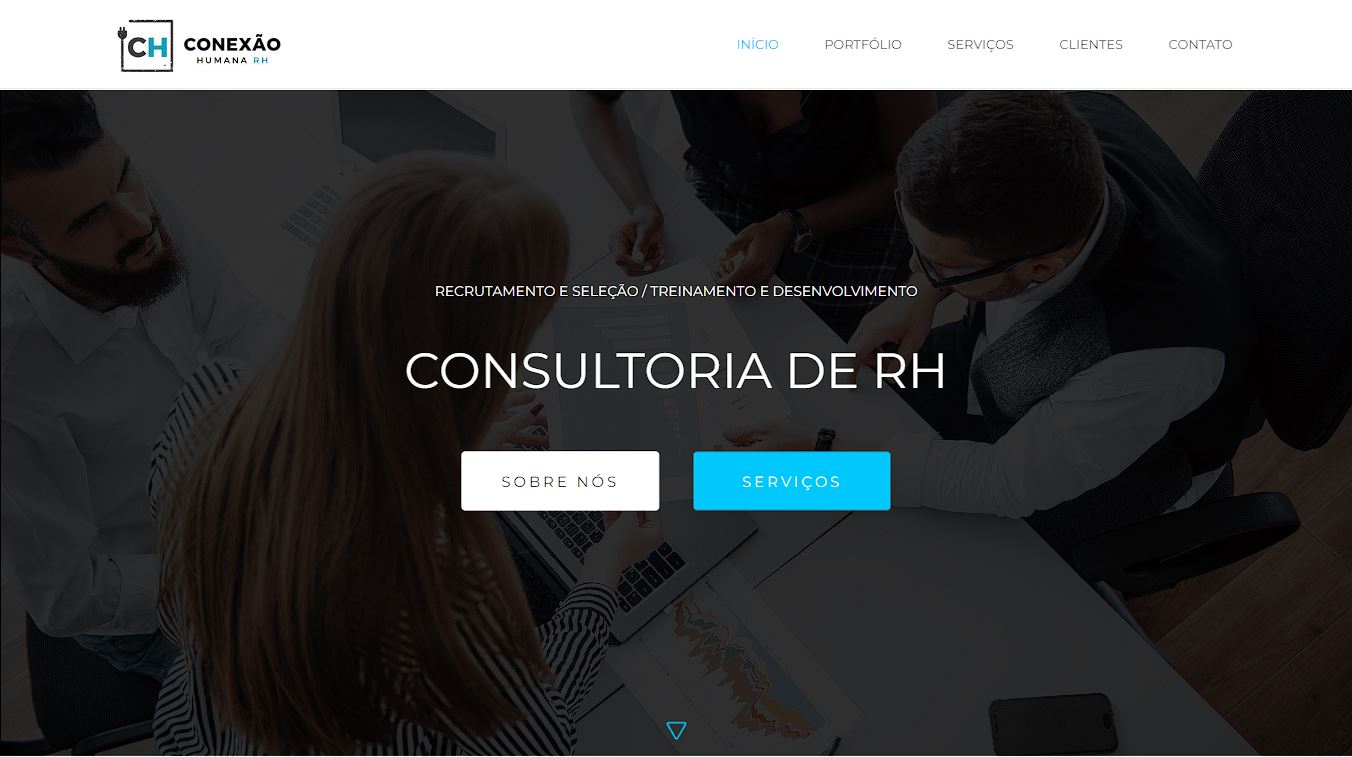 CH CONEXÃO
HUMANA RH
INÍCIO PORTFÓLIO SERVIÇOS CLIENTES CONTATO
RECRUTAMENTO E SELEÇÃO / TREINAMENTO E DESENVOLVIMENTO
CONSULTORIA DE RH
SOBRE NÓS SERVIÇOS